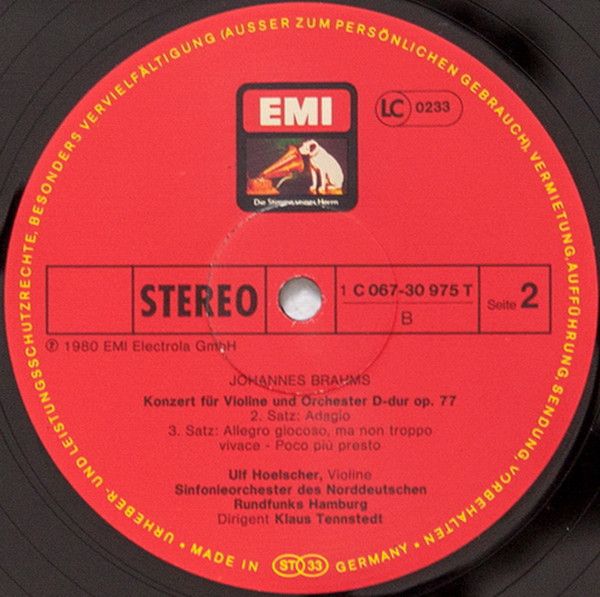 URHEBER- UND LEISTUNGSSCHUTZRECHTE, BESONDERS VERVIELFÄLTIGUNG (AUSSER ZUM PERSÖNLICHEN GEBRAUCH), VERMIETUNG, AUFFÜHRUNG, SENDUNG, VORBEHALTEN •
EMI
LC 0233
Die Stimme seines Herrn
STEREO
1 C 067-30 975 T
B
Seite 2
℗ 1980 EMI Electrola GmbH
JOHANNES BRAHMS
Konzert für Violine und Orchester D-dur op. 77
2. Satz: Adagio
3. Satz: Allegro giocoso, ma non troppo
vivace - Poco più presto
Ulf Hoelscher, Violine
Sinfonieorchester des Norddeutschen
Rundfunks Hamburg
Dirigent Klaus Tennstedt
• MADE IN ST 33 GERMANY •